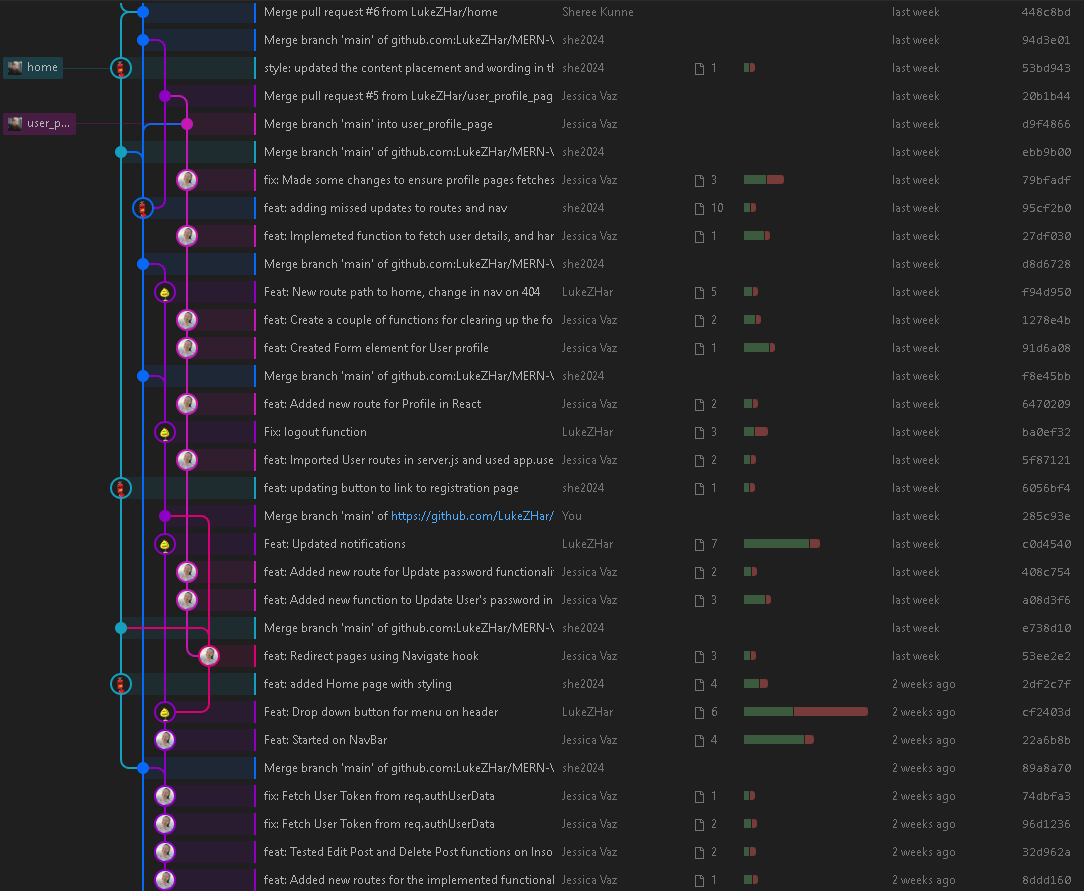 Merge pull request #6 from LukeZHar/home Sheree Kunne last week 448c8bd
Merge branch 'main' of github.com:LukeZHar/MERN-\ she2024 last week 94d3e01
home style: updated the content placement and wording in th she2024 1 last week 53bd943
Merge pull request #5 from LukeZHar/user_profile_pag Jessica Vaz last week 20b1b44
user_p... Merge branch 'main' into user_profile_page Jessica Vaz last week d9f4866
Merge branch 'main' of github.com:LukeZHar/MERN-\ she2024 last week ebb9b00
fix: Made some changes to ensure profile pages fetches Jessica Vaz 3 last week 79bfadf
feat: adding missed updates to routes and nav she2024 10 last week 95cf2b0
feat: Implemeted function to fetch user details, and har Jessica Vaz 1 last week 27df030
Merge branch 'main' of github.com:LukeZHar/MERN-\ she2024 last week d8d6728
Feat: New route path to home, change in nav on 404 LukeZHar 5 last week f94d950
feat: Create a couple of functions for clearing up the fo Jessica Vaz 2 last week 1278e4b
feat: Created Form element for User profile Jessica Vaz 1 last week 91d6a08
Merge branch 'main' of github.com:LukeZHar/MERN-\ she2024 last week f8e45bb
feat: Added new route for Profile in React Jessica Vaz 2 last week 6470209
Fix: logout function LukeZHar 3 last week ba0ef32
feat: Imported User routes in server.js and used app.use Jessica Vaz 2 last week 5f87121
feat: updating button to link to registration page she2024 1 last week 6056bf4
Merge branch 'main' of https://github.com/LukeZHar/ You last week 285c93e
Feat: Updated notifications LukeZHar 7 last week c0d4540
feat: Added new route for Update password functionali Jessica Vaz 2 last week 408c754
feat: Added new function to Update User's password in Jessica Vaz 3 last week a08d3f6
Merge branch 'main' of github.com:LukeZHar/MERN-\ she2024 last week e738d10
feat: Redirect pages using Navigate hook Jessica Vaz 3 last week 53ee2e2
feat: added Home page with styling she2024 4 2 weeks ago 2df2c7f
Feat: Drop down button for menu on header LukeZHar 6 2 weeks ago cf2403d
Feat: Started on NavBar Jessica Vaz 4 2 weeks ago 22a6b8b
Merge branch 'main' of github.com:LukeZHar/MERN-\ she2024 2 weeks ago 89a8a70
fix: Fetch User Token from req.authUserData Jessica Vaz 1 2 weeks ago 74dbfa3
fix: Fetch User Token from req.authUserData Jessica Vaz 2 2 weeks ago 96d1236
feat: Tested Edit Post and Delete Post functions on Inso Jessica Vaz 2 2 weeks ago 32d962a
feat: Added new routes for the implemented functional Jessica Vaz 1 2 weeks ago 8ddd160